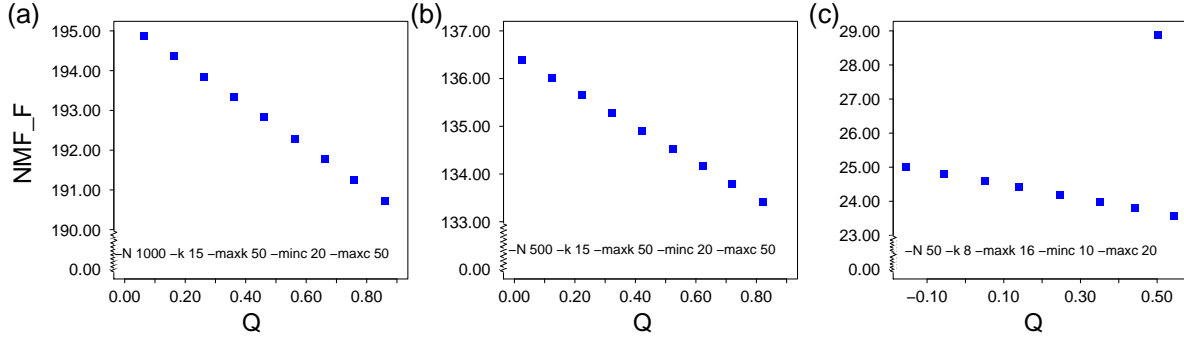 (a)
195.00
194.00
193.00
192.00
191.00
190.00
0.00
NMF_F
−N 1000 −k 15 −maxk 50 −minc 20 −maxc 50
0.00 0.20 0.40 0.60 0.80
Q
(b)
137.00
136.00
135.00
134.00
133.00
0.00
−N 500 −k 15 −maxk 50 −minc 20 −maxc 50
0.00 0.20 0.40 0.60 0.80
Q
(c)
29.00
28.00
27.00
26.00
25.00
24.00
23.00
0.00
−N 50 −k 8 −maxk 16 −minc 10 −maxc 20
−0.10 0.10 0.30 0.50
Q